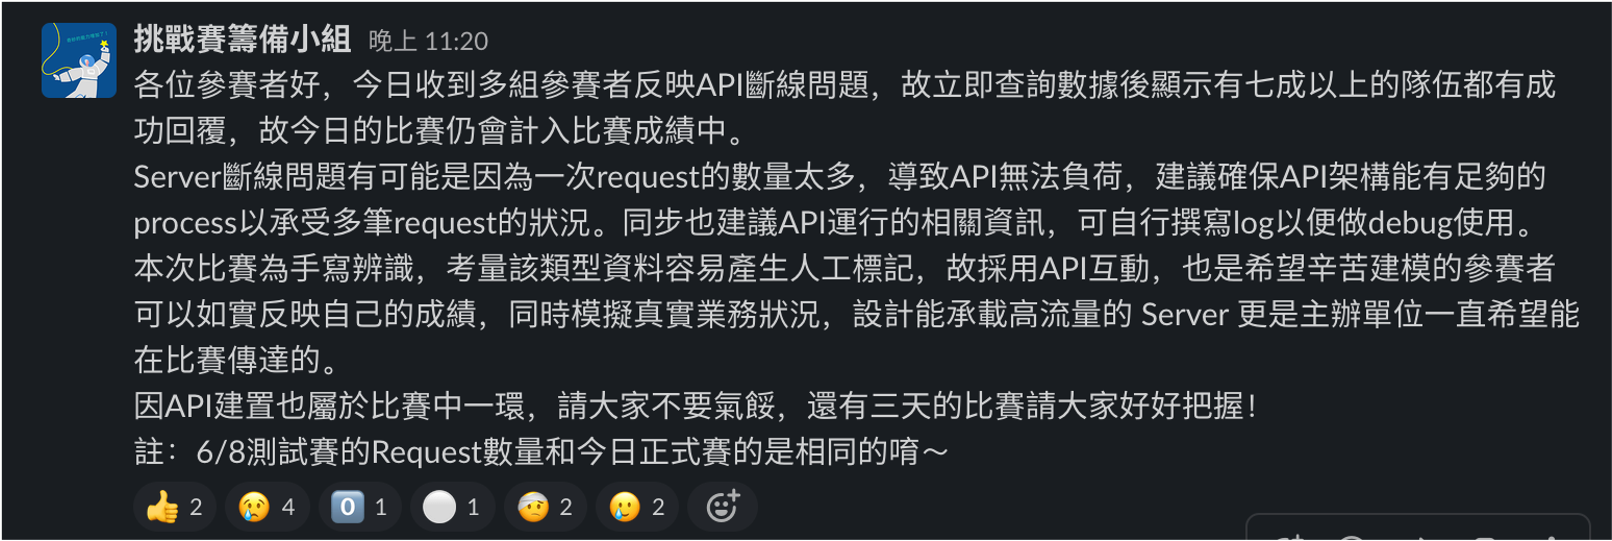 挑戰賽籌備小組 晚上 11:20
各位參賽者好，今日收到多組參賽者反映API斷線問題，故立即查詢數據後顯示有七成以上的隊伍都有成
功回覆，故今日的比賽仍會計入比賽成績中。
Server斷線問題有可能是因為一次request的數量太多，導致API無法負荷，建議確保API架構能有足夠的
process以承受多筆request的狀況。同步也建議API運行的相關資訊，可自行撰寫log以便做debug使用。
本次比賽為手寫辨識，考量該類型資料容易產生人工標記，故採用API互動，也是希望辛苦建模的參賽者
可以如實反映自己的成績，同時模擬真實業務狀況，設計能承載高流量的 Server 更是主辦單位一直希望能
在比賽傳達的。
因API建置也屬於比賽中一環，請大家不要氣餒，還有三天的比賽請大家好好把握！
註：6/8測試賽的Request數量和今日正式賽的是相同的唷～
👍 2 😢 4 0️⃣ 1 ⚪ 1 🤕 2 🥲 2